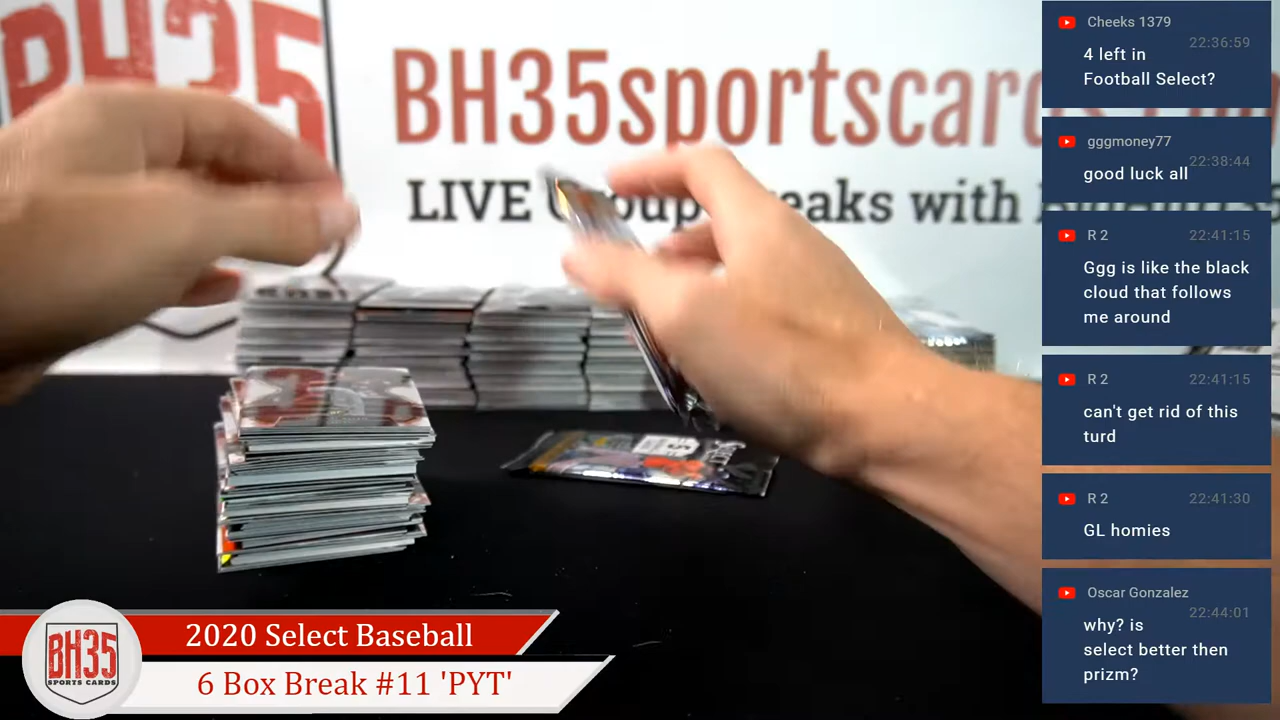 BH35
BH35sportscard
LIVE
with
Select
2020 Select Baseball
6 Box Break #11 'PYT'
BH35
SPORTS CARDS
Cheeks 1379
22:36:59
4 left in
Football Select?
gggmoney77
22:38:44
good luck all
R 2
22:41:15
Ggg is like the black
cloud that follows
me around
R 2
22:41:15
can't get rid of this
turd
R 2
22:41:30
GL homies
Oscar Gonzalez
22:44:01
why? is
select better then
prizm?